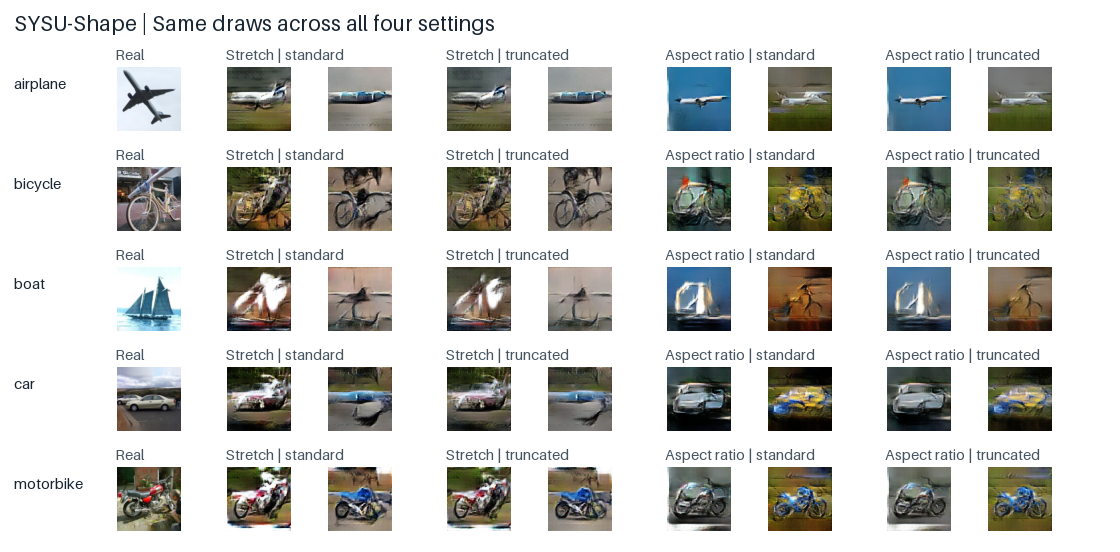 SYSU-Shape | Same draws across all four settings
Real Stretch | standard Stretch | truncated Aspect ratio | standard Aspect ratio | truncated
airplane
Real Stretch | standard Stretch | truncated Aspect ratio | standard Aspect ratio | truncated
bicycle
Real Stretch | standard Stretch | truncated Aspect ratio | standard Aspect ratio | truncated
boat
Real Stretch | standard Stretch | truncated Aspect ratio | standard Aspect ratio | truncated
car
Real Stretch | standard Stretch | truncated Aspect ratio | standard Aspect ratio | truncated
motorbike